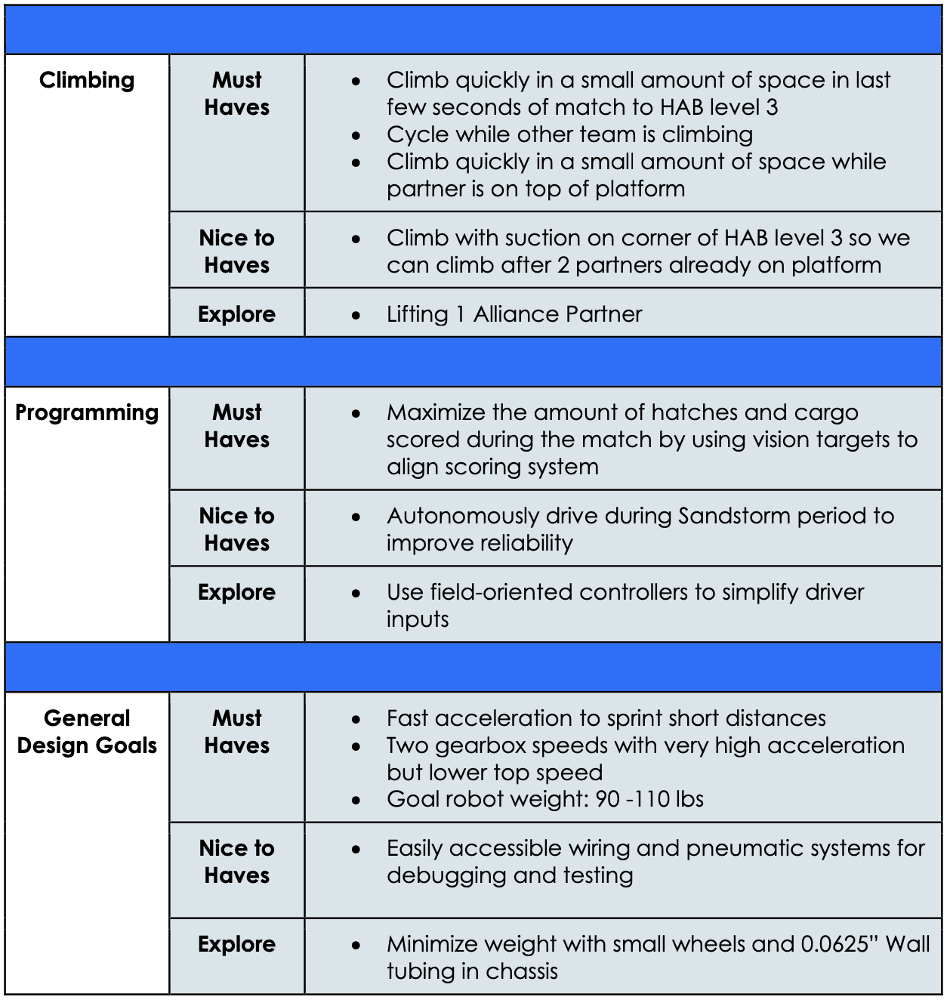 Climbing
Must
Haves
• Climb quickly in a small amount of space in last
few seconds of match to HAB level 3
• Cycle while other team is climbing
• Climb quickly in a small amount of space while
partner is on top of platform
Nice to
Haves
• Climb with suction on corner of HAB level 3 so we
can climb after 2 partners already on platform
Explore
• Lifting 1 Alliance Partner
Programming
Must
Haves
• Maximize the amount of hatches and cargo
scored during the match by using vision targets to
align scoring system
Nice to
Haves
• Autonomously drive during Sandstorm period to
improve reliability
Explore
• Use field-oriented controllers to simplify driver
inputs
General
Design Goals
Must
Haves
• Fast acceleration to sprint short distances
• Two gearbox speeds with very high acceleration
but lower top speed
• Goal robot weight: 90 -110 lbs
Nice to
Haves
• Easily accessible wiring and pneumatic systems for
debugging and testing
Explore
• Minimize weight with small wheels and 0.0625” Wall
tubing in chassis